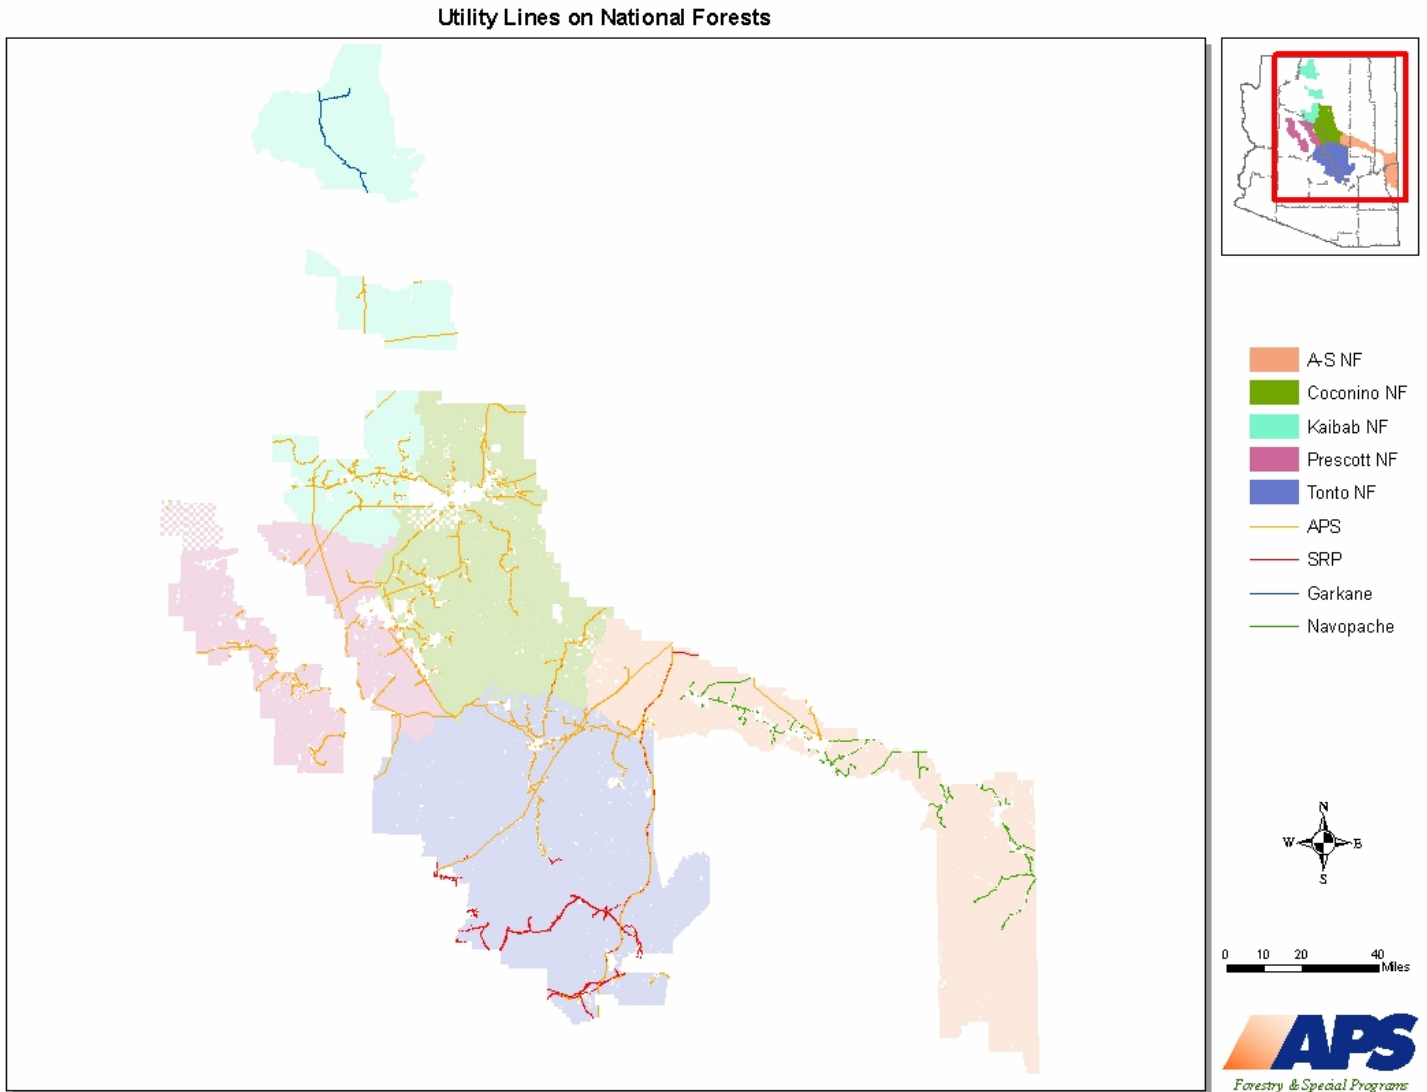 Utility Lines on National Forests
A-S NF
Coconino NF
Kaibab NF
Prescott NF
Tonto NF
APS
SRP
Garkane
Navopache
N
W E
S
0 10 20 40
Miles
APS
Forestry & Special Programs